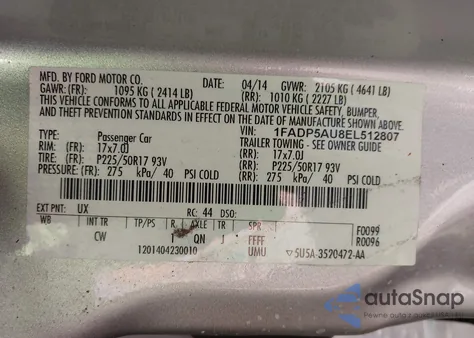 MFD. BY FORD MOTOR CO. DATE: 04/14 GVWR: 2105 KG ( 4641 LB)
GAWR: (FR): 1095 KG ( 2414 LB) (RR): 1010 KG ( 2227 LB)
THIS VEHICLE CONFORMS TO ALL APPLICABLE FEDERAL MOTOR VEHICLE SAFETY, BUMPER,
AND THEFT PREVENTION STANDARDS IN EFFECT ON THE DATE OF MANUFACTURE SHOWN ABOVE.
VIN: 1FADP5AU8EL512807
TYPE: Passenger Car TRAILER TOWING - SEE OWNER GUIDE
RIM: (FR): 17x7.0J (RR): 17x7.0J
TIRE: (FR): P225/50R17 93V (RR): P225/50R17 93V
PRESSURE: (FR): 275 kPa/ 40 PSI COLD (RR): 275 kPa/ 40 PSI COLD
EXT PNT: UX RC: 44 DSO: F0099
WB INT TR TP/PS R AXLE TR SPR R0096
CW 1 QN J FFFF
1201404230010 UMU 5U5A-3520472-AA
autoSnap